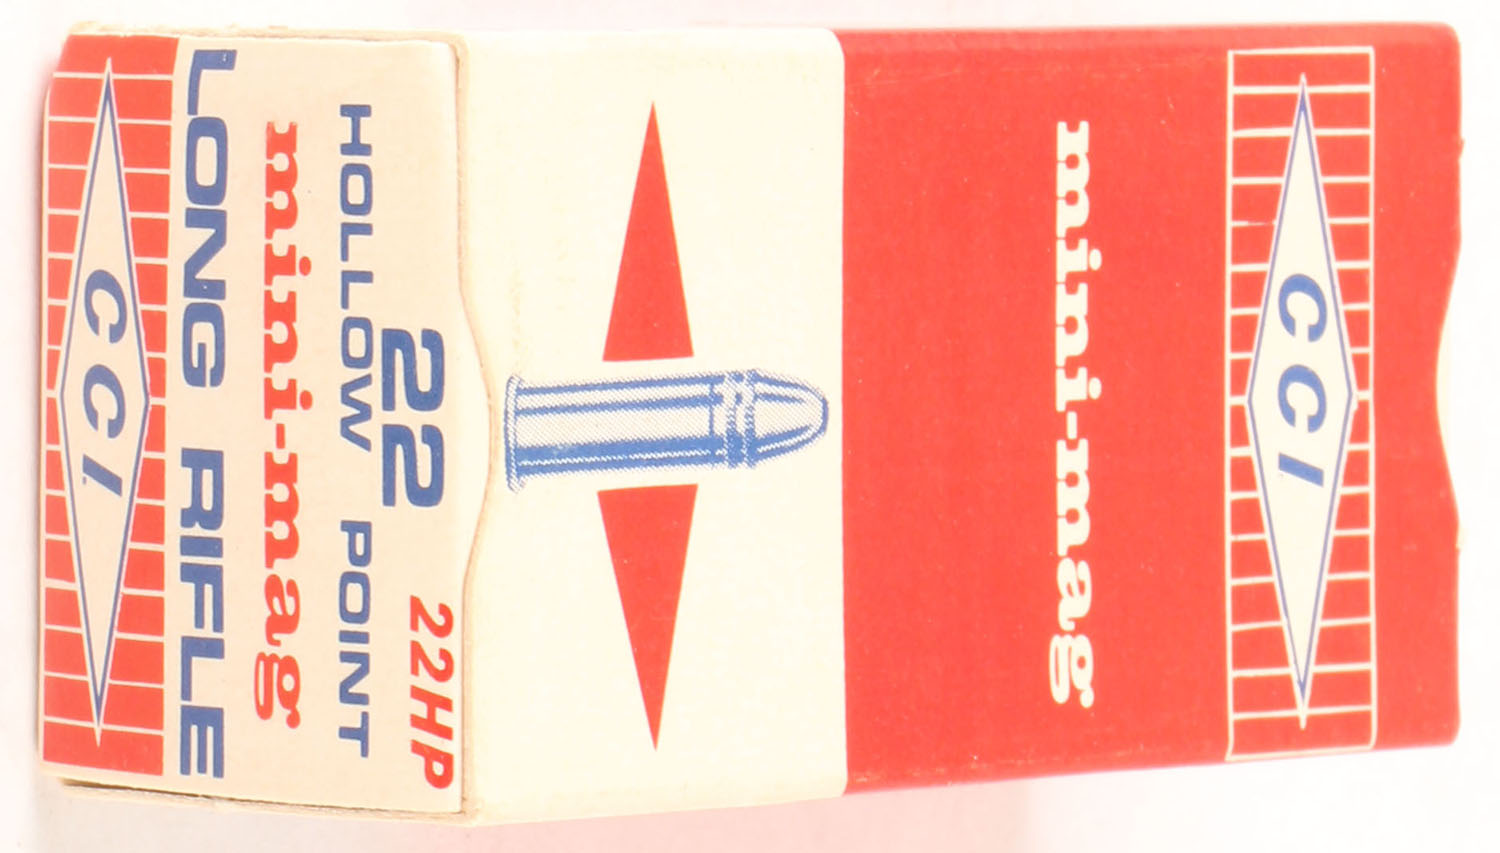 CCI
mini-mag
22 22HP
HOLLOW POINT
mini-mag
LONG RIFLE
CCI